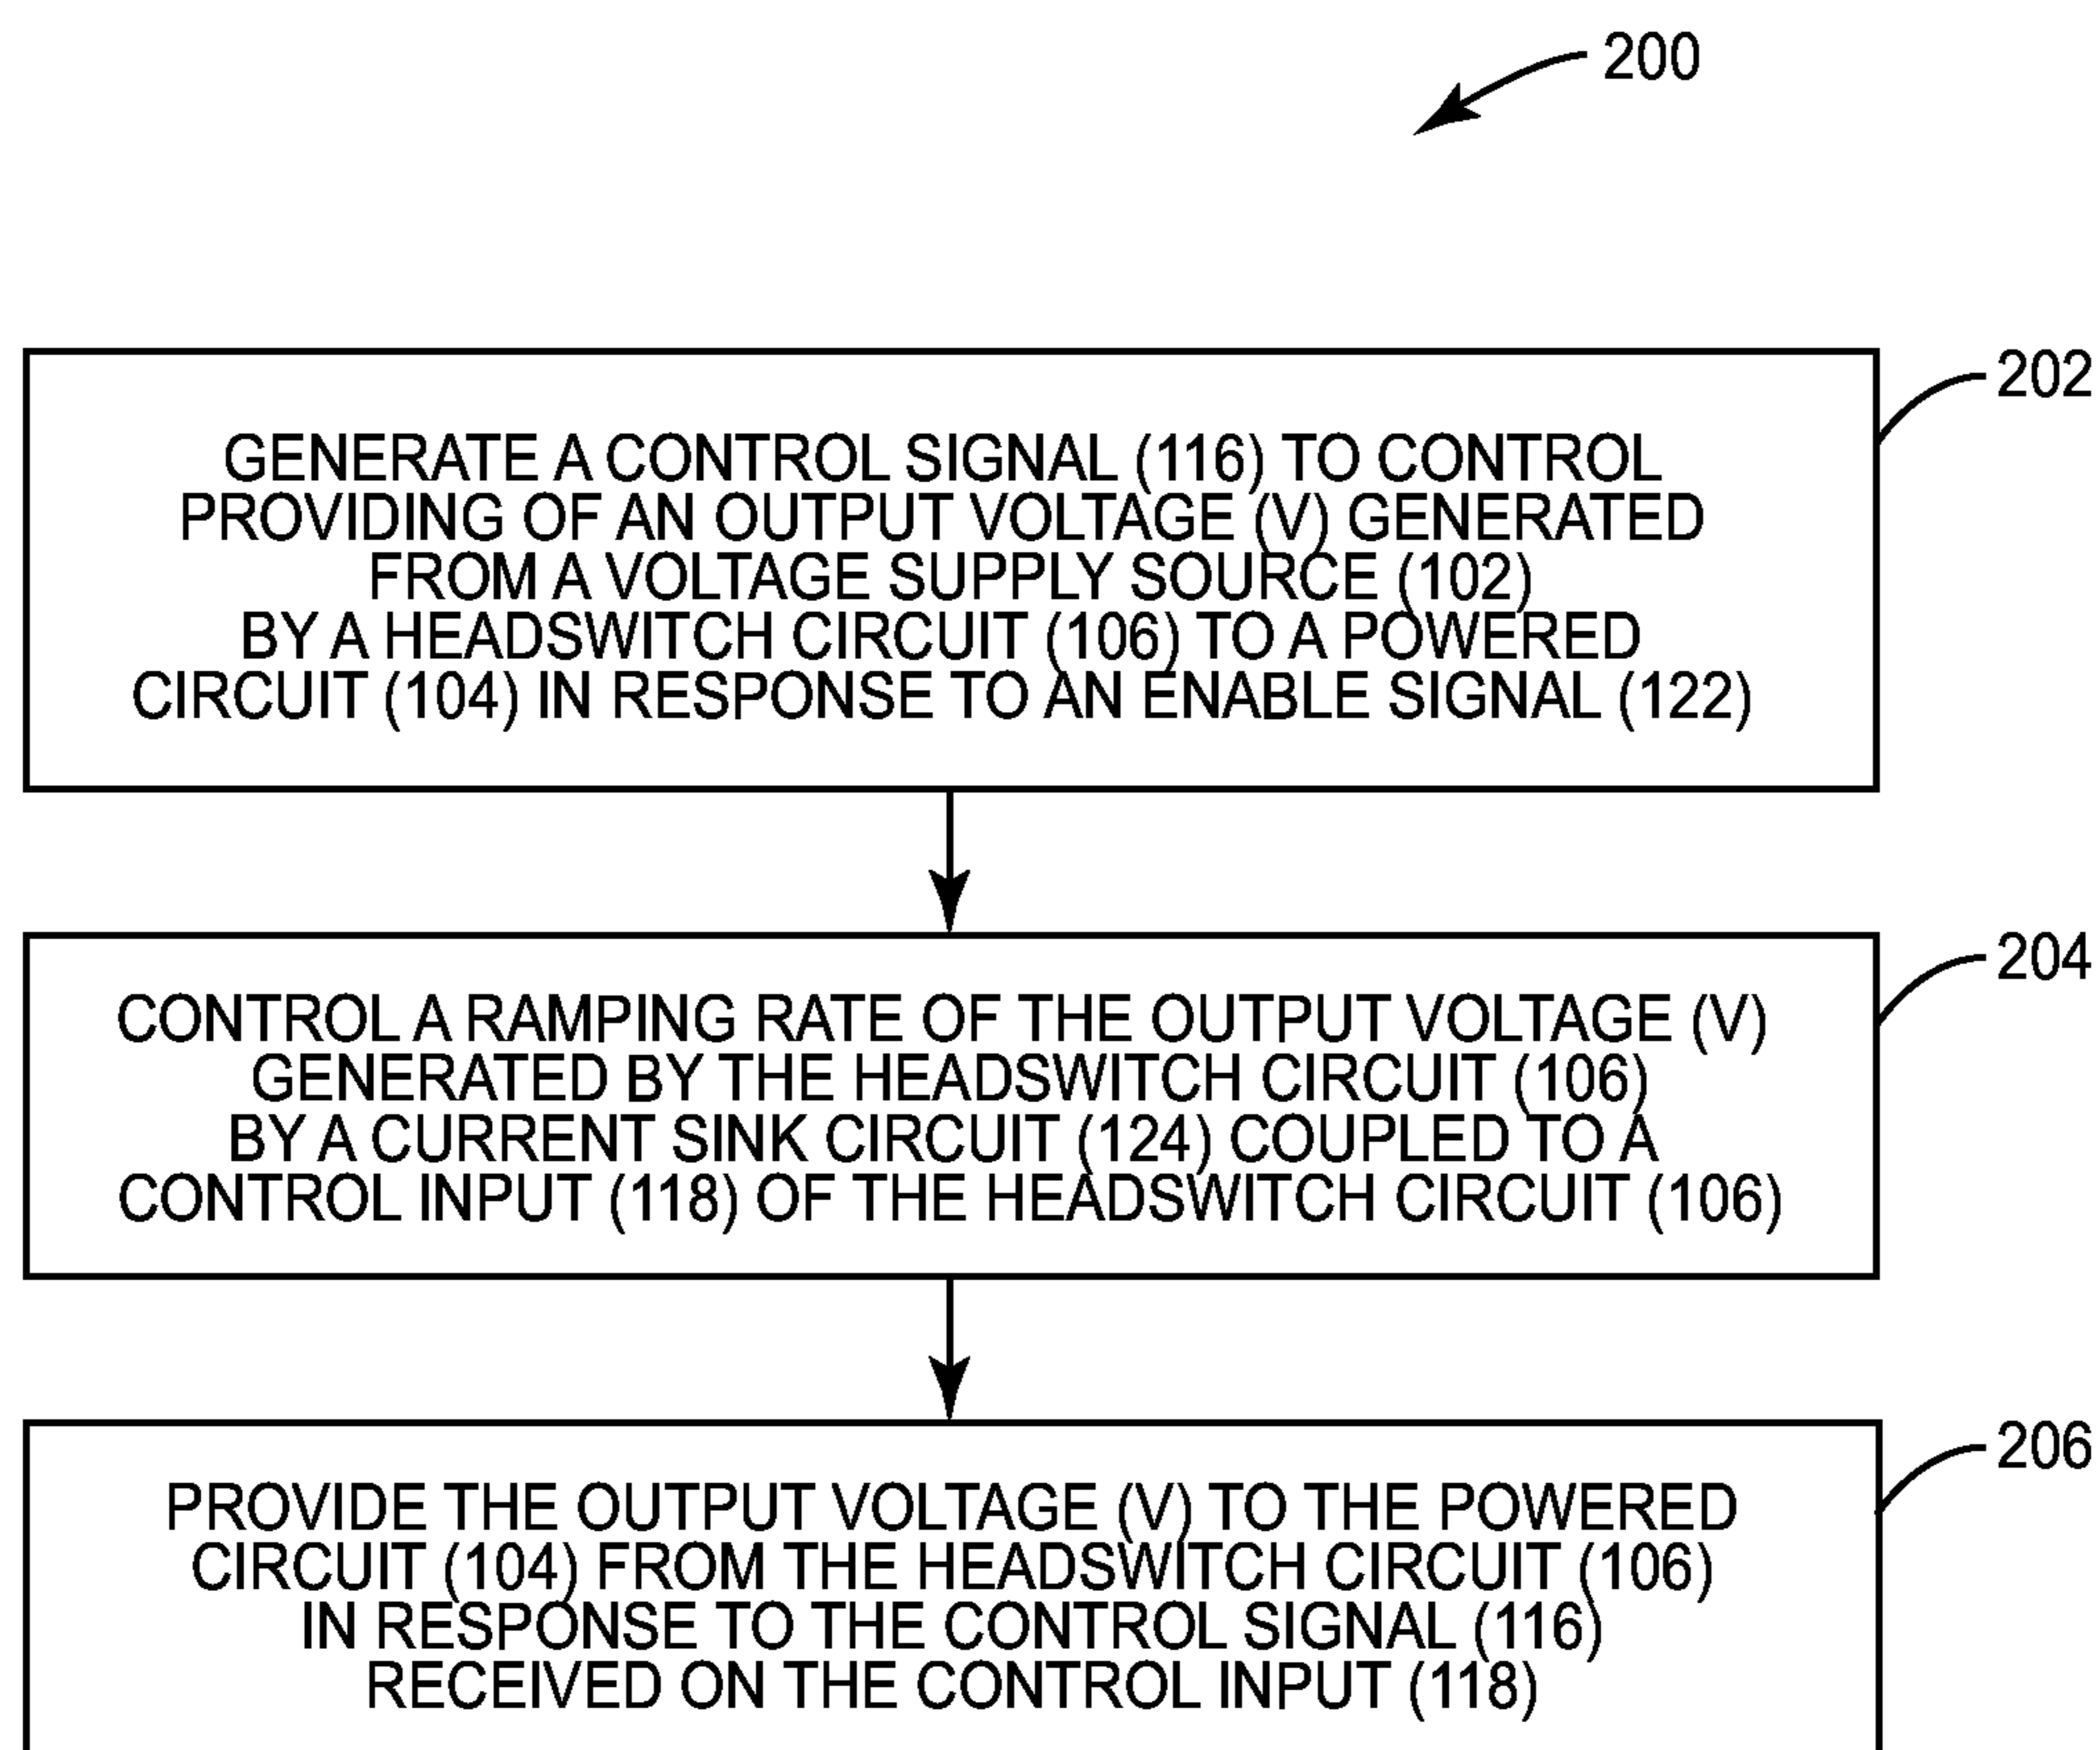 200
202
GENERATE A CONTROL SIGNAL (116) TO CONTROL
PROVIDING OF AN OUTPUT VOLTAGE (V) GENERATED
FROM A VOLTAGE SUPPLY SOURCE (102)
BY A HEADSWITCH CIRCUIT (106) TO A POWERED
CIRCUIT (104) IN RESPONSE TO AN ENABLE SIGNAL (122)
204
CONTROL A RAMPING RATE OF THE OUTPUT VOLTAGE (V)
GENERATED BY THE HEADSWITCH CIRCUIT (106)
BY A CURRENT SINK CIRCUIT (124) COUPLED TO A
CONTROL INPUT (118) OF THE HEADSWITCH CIRCUIT (106)
206
PROVIDE THE OUTPUT VOLTAGE (V) TO THE POWERED
CIRCUIT (104) FROM THE HEADSWITCH CIRCUIT (106)
IN RESPONSE TO THE CONTROL SIGNAL (116)
RECEIVED ON THE CONTROL INPUT (118)